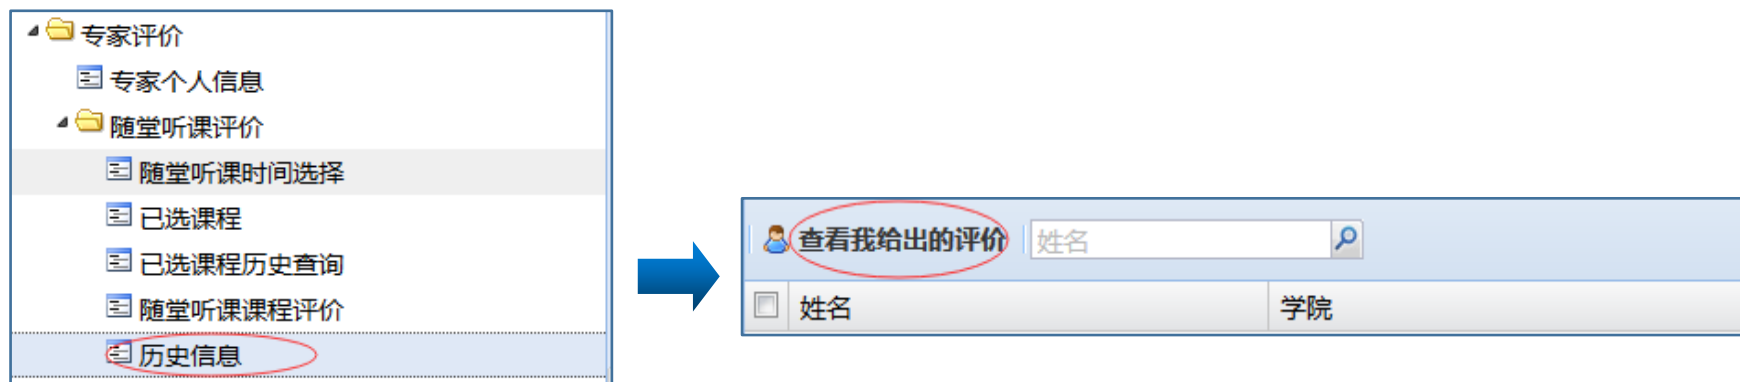 专家评价
专家个人信息
随堂听课评价
随堂听课时间选择
已选课程
已选课程历史查询
随堂听课课程评价
历史信息
查看我给出的评价 姓名
姓名 学院